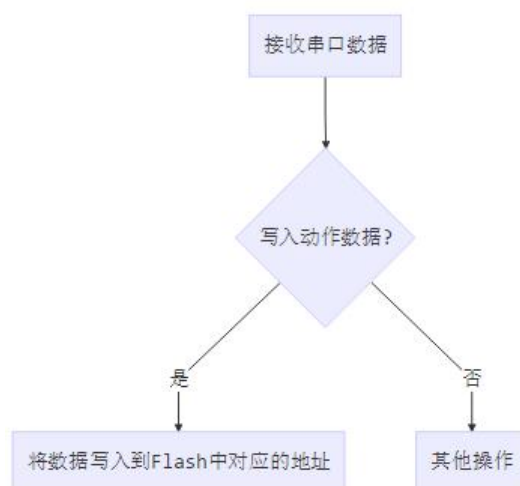 接收串口数据
写入动作数据?
是
否
将数据写入到Flash中对应的地址
其他操作